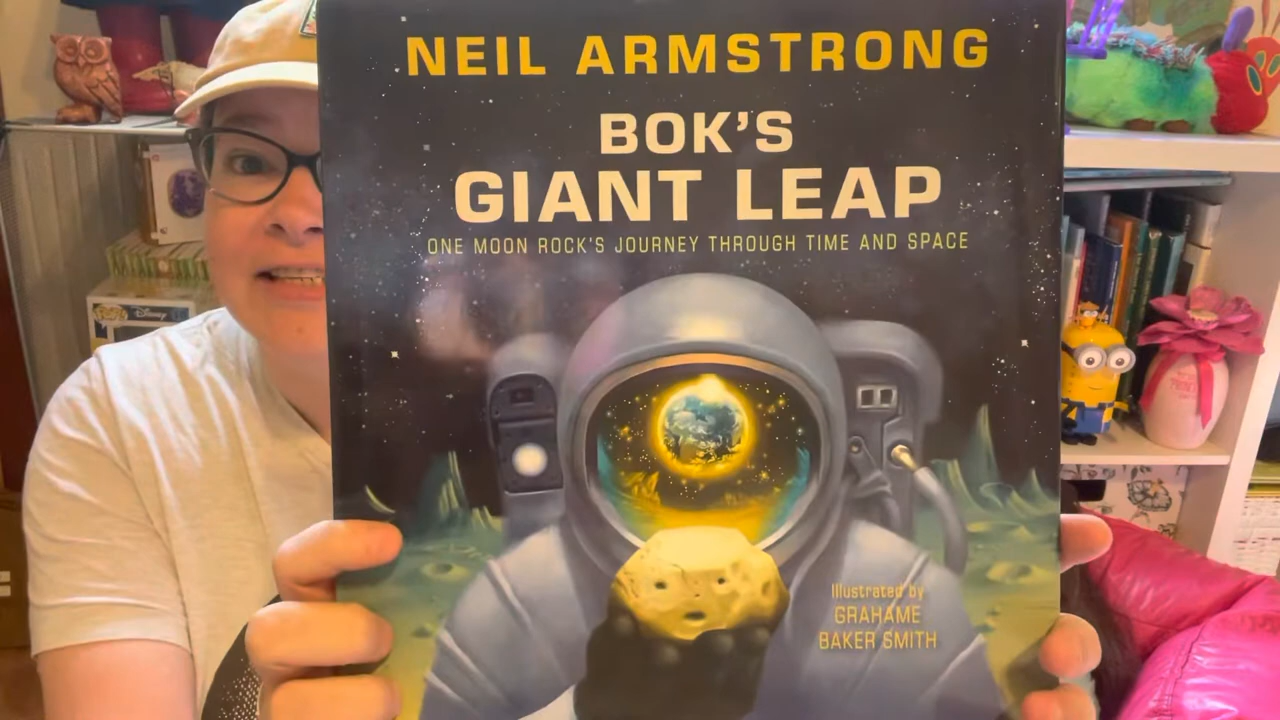 NEIL ARMSTRONG
BOK'S
GIANT LEAP
ONE MOON ROCK'S JOURNEY THROUGH TIME AND SPACE
Illustrated by
GRAHAME
BAKER SMITH
Disney